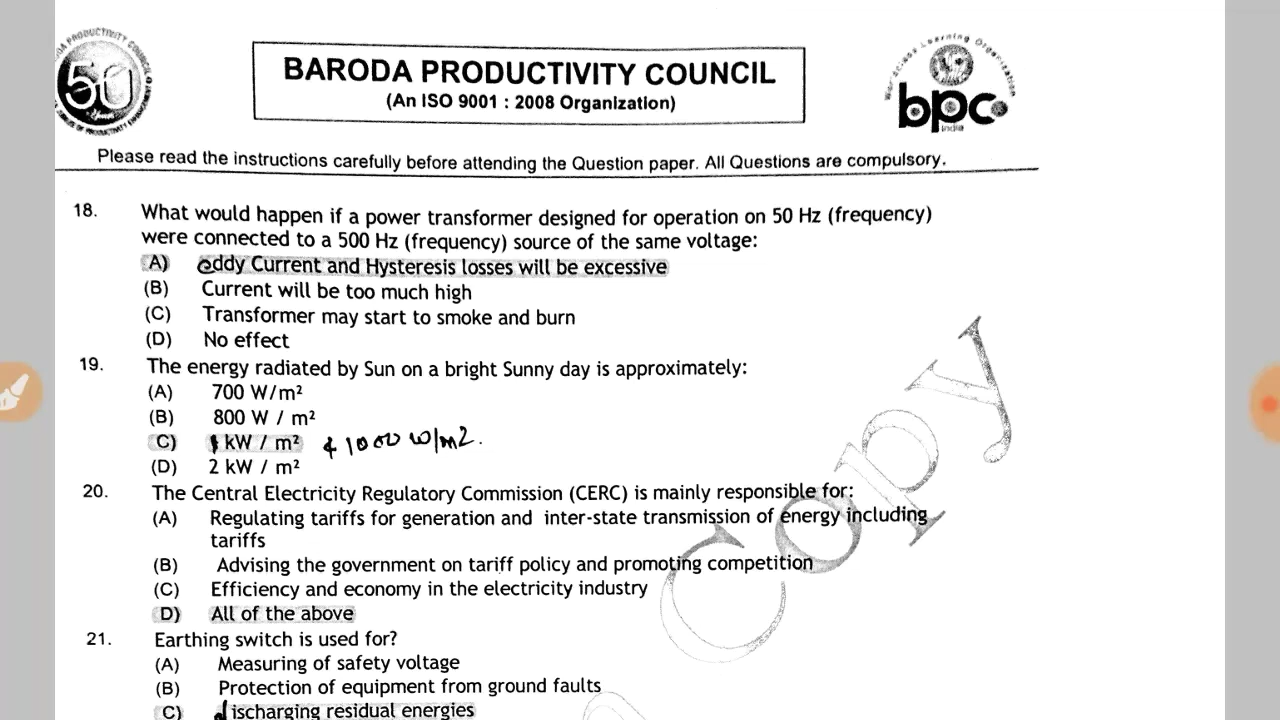 50
BARODA PRODUCTIVITY COUNCIL
(An ISO 9001 : 2008 Organization)
bpc
India
Please read the instructions carefully before attending the Question paper. All Questions are compulsory.
18. What would happen if a power transformer designed for operation on 50 Hz (frequency)
were connected to a 500 Hz (frequency) source of the same voltage:
A) eddy Current and Hysteresis losses will be excessive
(B) Current will be too much high
(C) Transformer may start to smoke and burn
(D) No effect
19. The energy radiated by Sun on a bright Sunny day is approximately:
(A) 700 W/m²
(B) 800 W / m²
C) 1 kW / m² 1000 W/m2.
(D) 2 kW / m²
20. The Central Electricity Regulatory Commission (CERC) is mainly responsible for:
(A) Regulating tariffs for generation and inter-state transmission of energy including
tariffs
(B) Advising the government on tariff policy and promoting competition
(C) Efficiency and economy in the electricity industry
D) All of the above
21. Earthing switch is used for?
(A) Measuring of safety voltage
(B) Protection of equipment from ground faults
C) discharging residual energies
Copy